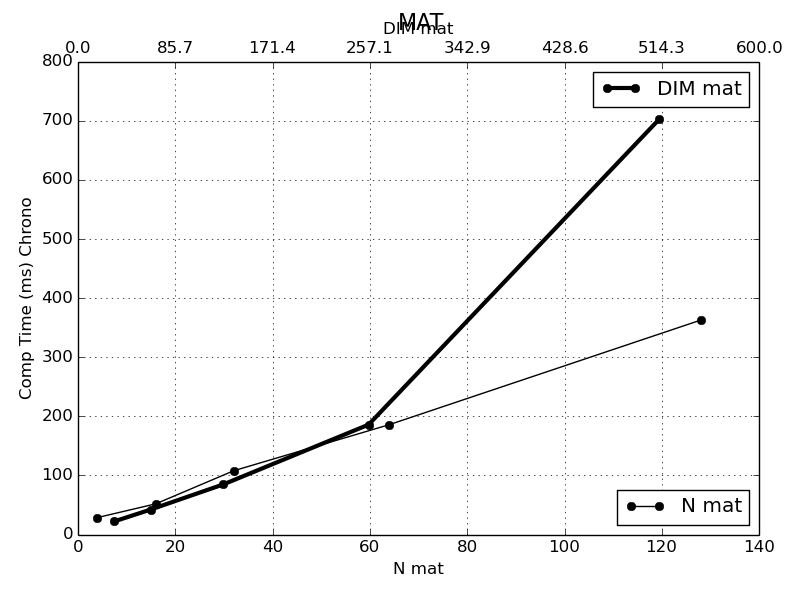 MAT
DIM mat
0.0 85.7 171.4 257.1 342.9 428.6 514.3 600.0
800
700
600
500
400
300
200
100
0
Comp Time (ms) Chrono
DIM mat
N mat
0 20 40 60 80 100 120 140
N mat